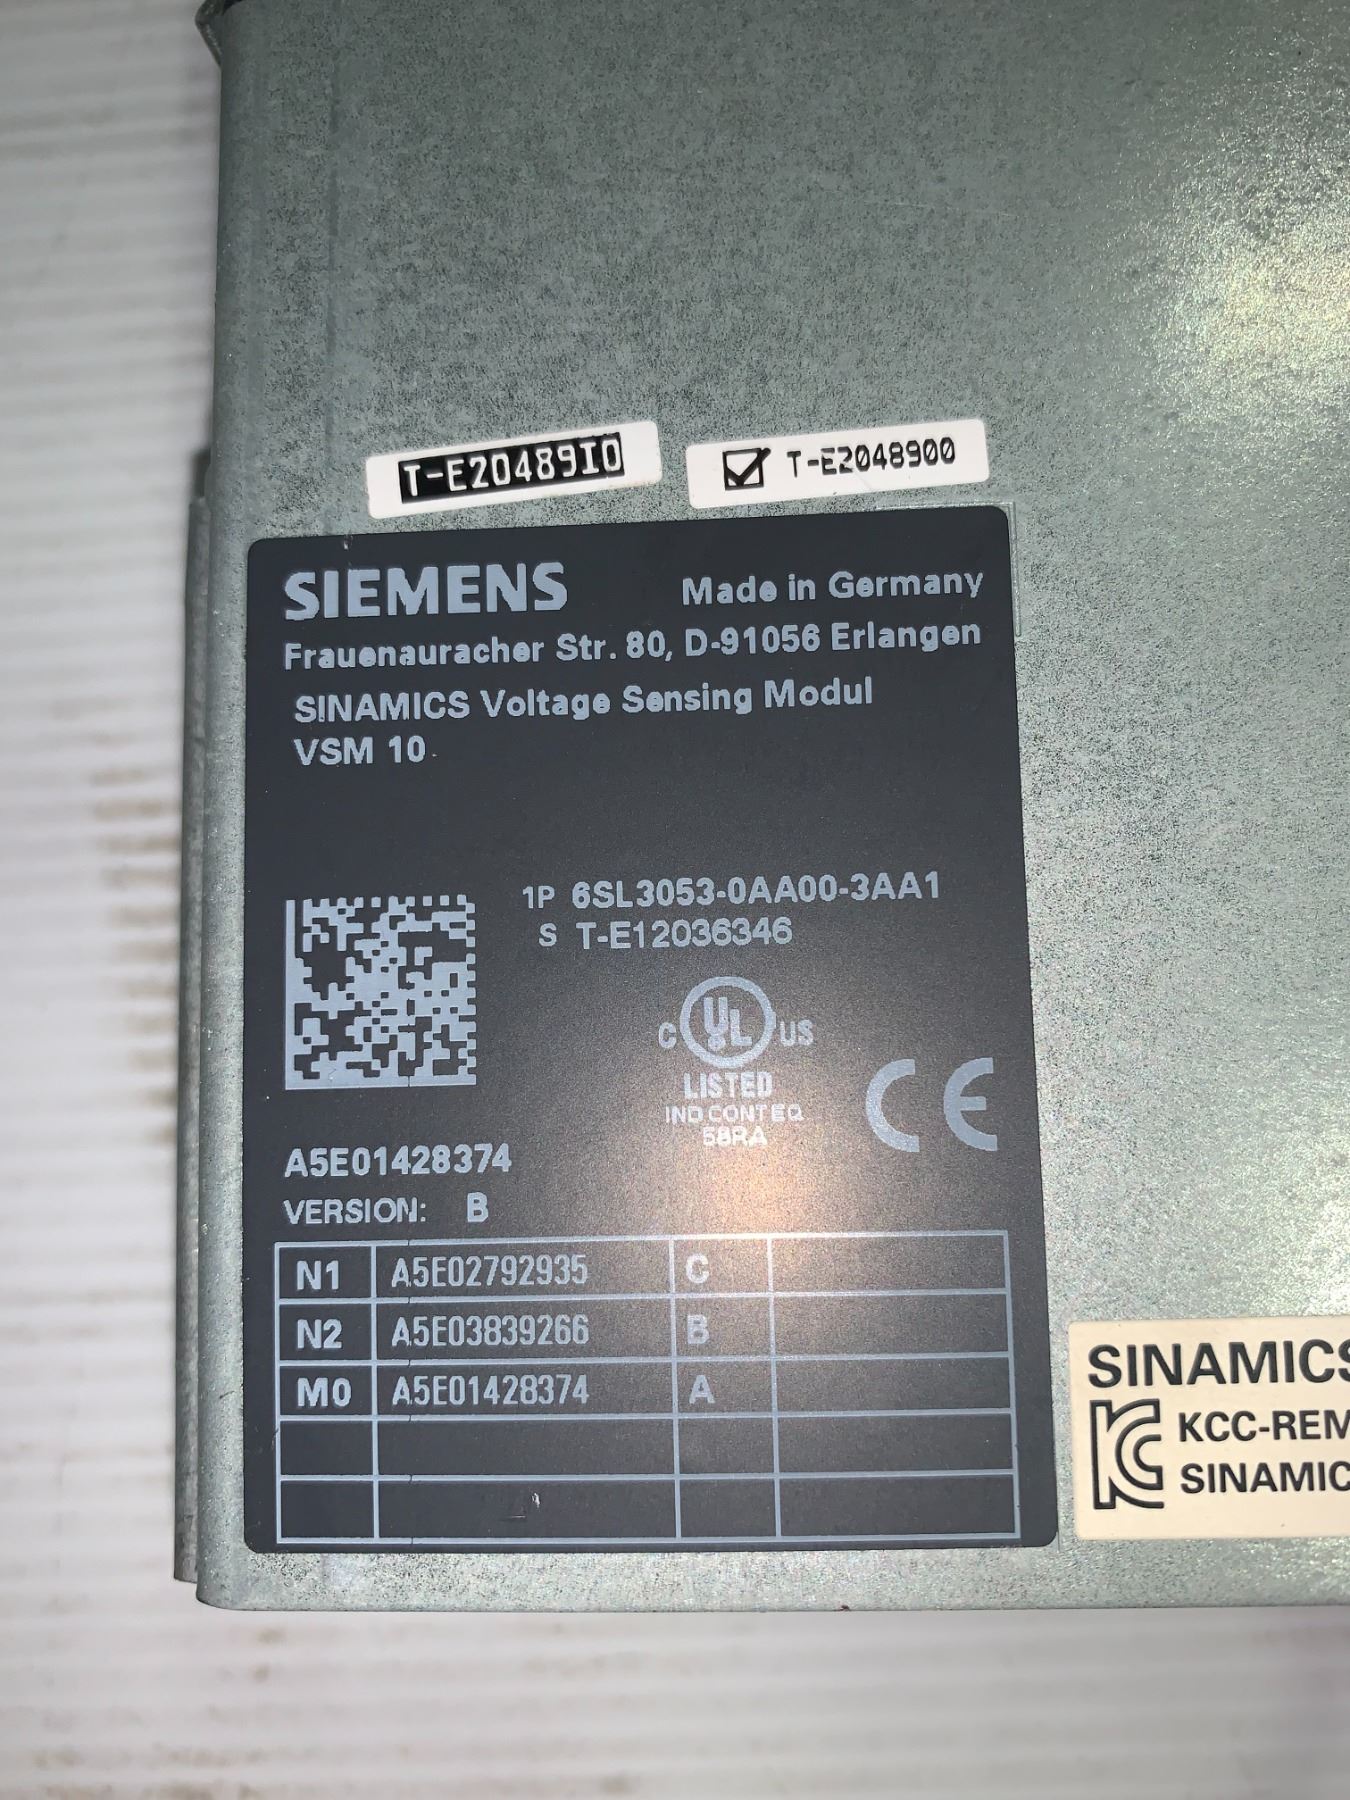 T-E20489I0
T-E2048900
SIEMENS Made in Germany
Frauenauracher Str. 80, D-91056 Erlangen
SINAMICS Voltage Sensing Modul
VSM 10
1P 6SL3053-0AA00-3AA1
S T-E12036346
C UL US
LISTED
IND CONT EQ
58RA
CE
A5E01428374
VERSION: B
N1 A5E02792935 C
N2 A5E03839266 B
M0 A5E01428374 A
SINAMICS
KCC-REM
SINAMIC